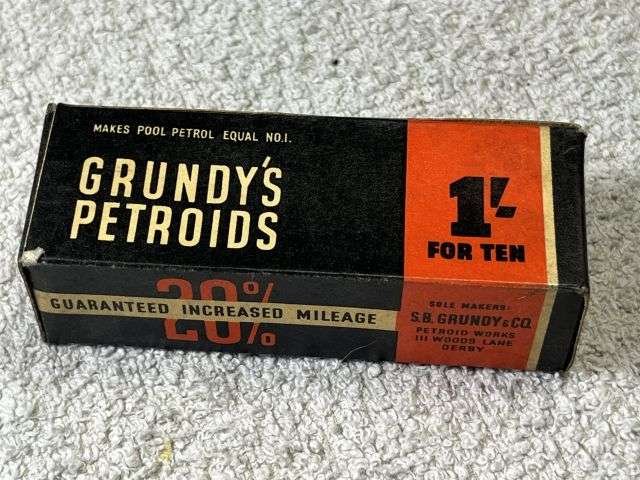 MAKES POOL PETROL EQUAL NO.1.
GRUNDY'S
PETROIDS
1/-
FOR TEN
20%
GUARANTEED INCREASED MILEAGE
SOLE MAKERS:
S.B. GRUNDY & CO.
PETROID WORKS
111 WOODS LANE
DERBY